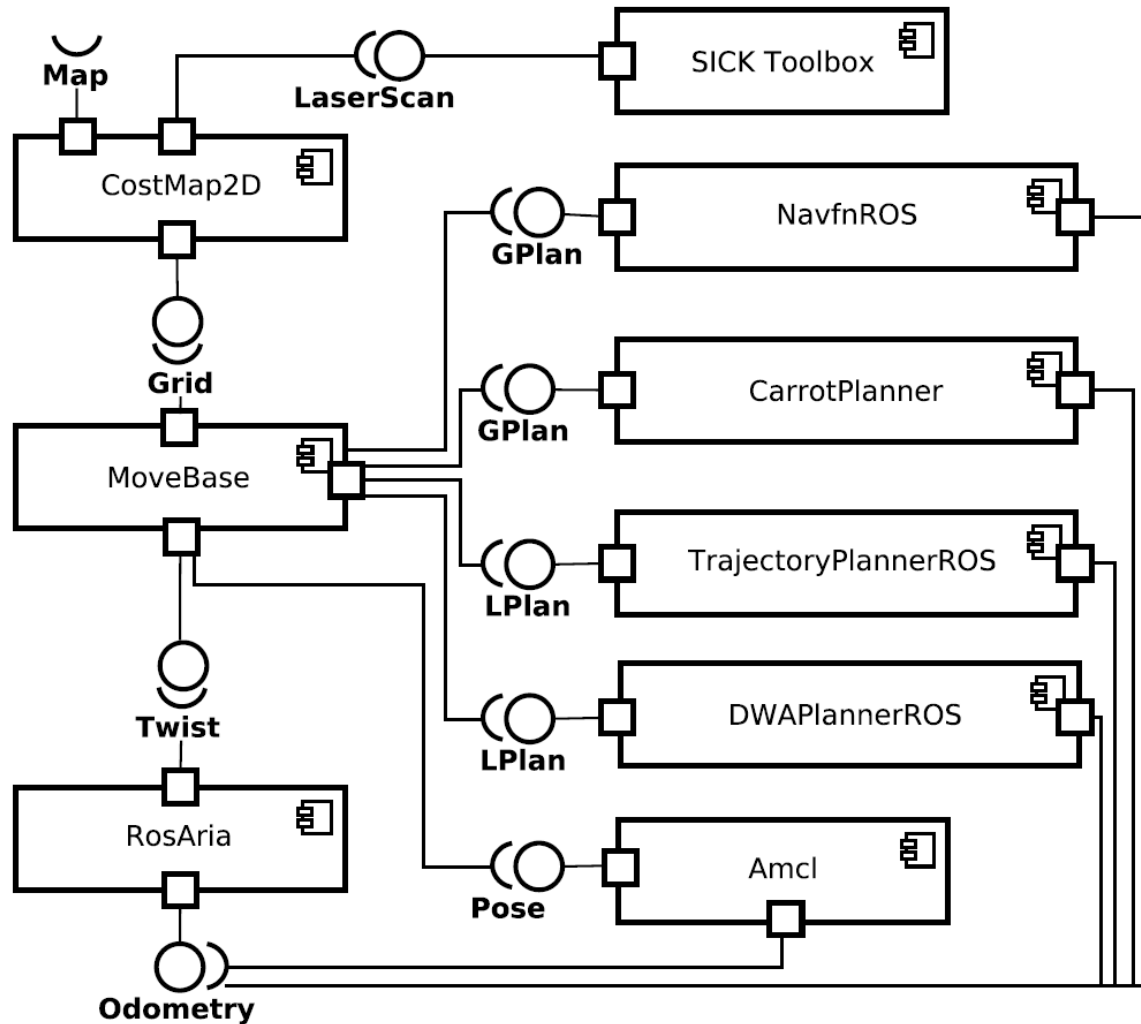 Map
LaserScan
SICK Toolbox
CostMap2D
NavfnROS
GPlan
Grid
CarrotPlanner
GPlan
MoveBase
TrajectoryPlannerROS
LPlan
DWAPlannerROS
Twist
LPlan
RosAria
Amcl
Pose
Odometry